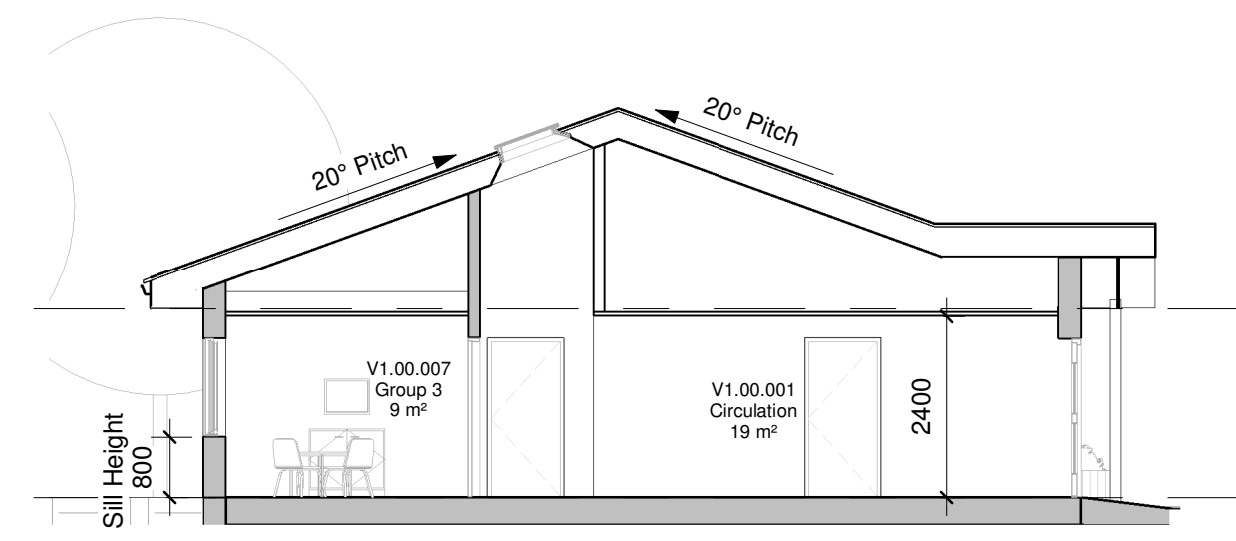 20° Pitch
20° Pitch
V1.00.007
Group 3
9 m²
V1.00.001
Circulation
19 m²
2400
Sill Height
800